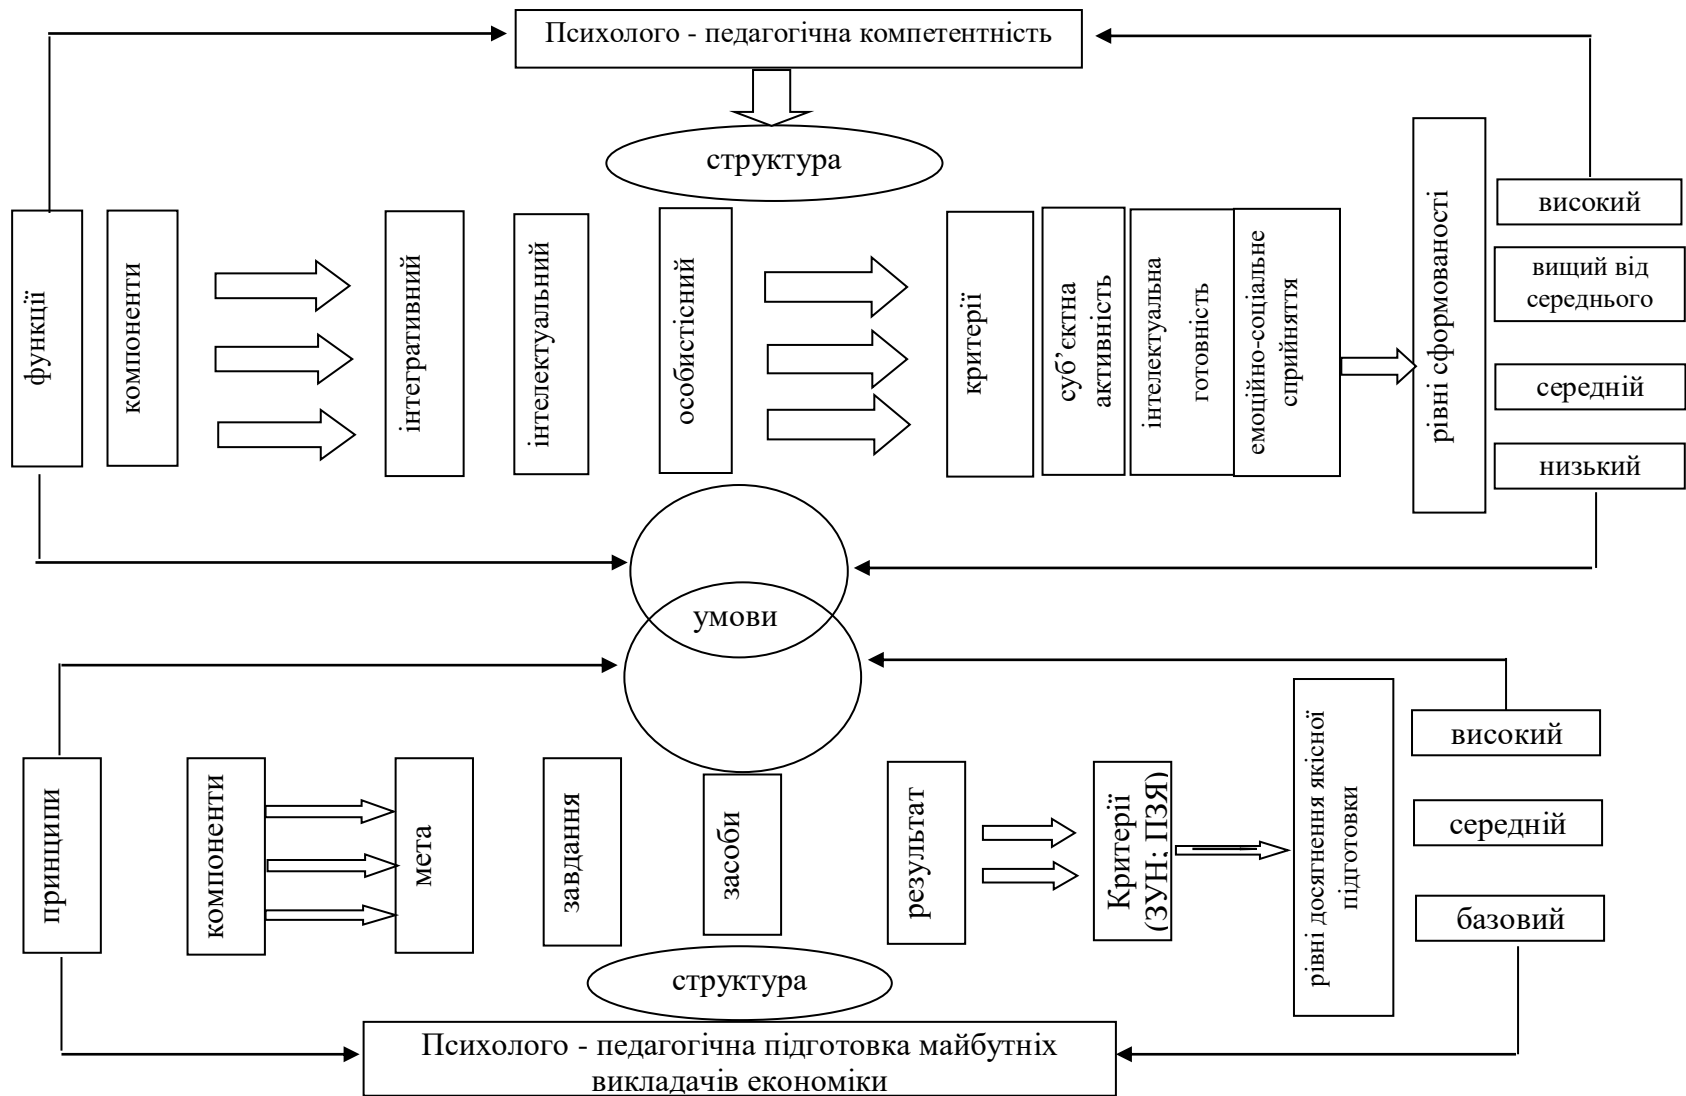 Психолого - педагогічна компетентність
структура
функції
компоненти
інтегративний
інтелектуальний
особистісний
критерії
суб’єктна
активність
інтелектуальна
готовність
емоційно-соціальне
сприйняття
рівні сформованості
високий
вищий від
середнього
середній
низький
умови
принципи
компоненти
мета
завдання
засоби
результат
Критерії
(ЗУН; ПЗЯ)
рівні досягнення якісної
підготовки
високий
середній
базовий
структура
Психолого - педагогічна підготовка майбутніх
викладачів економіки